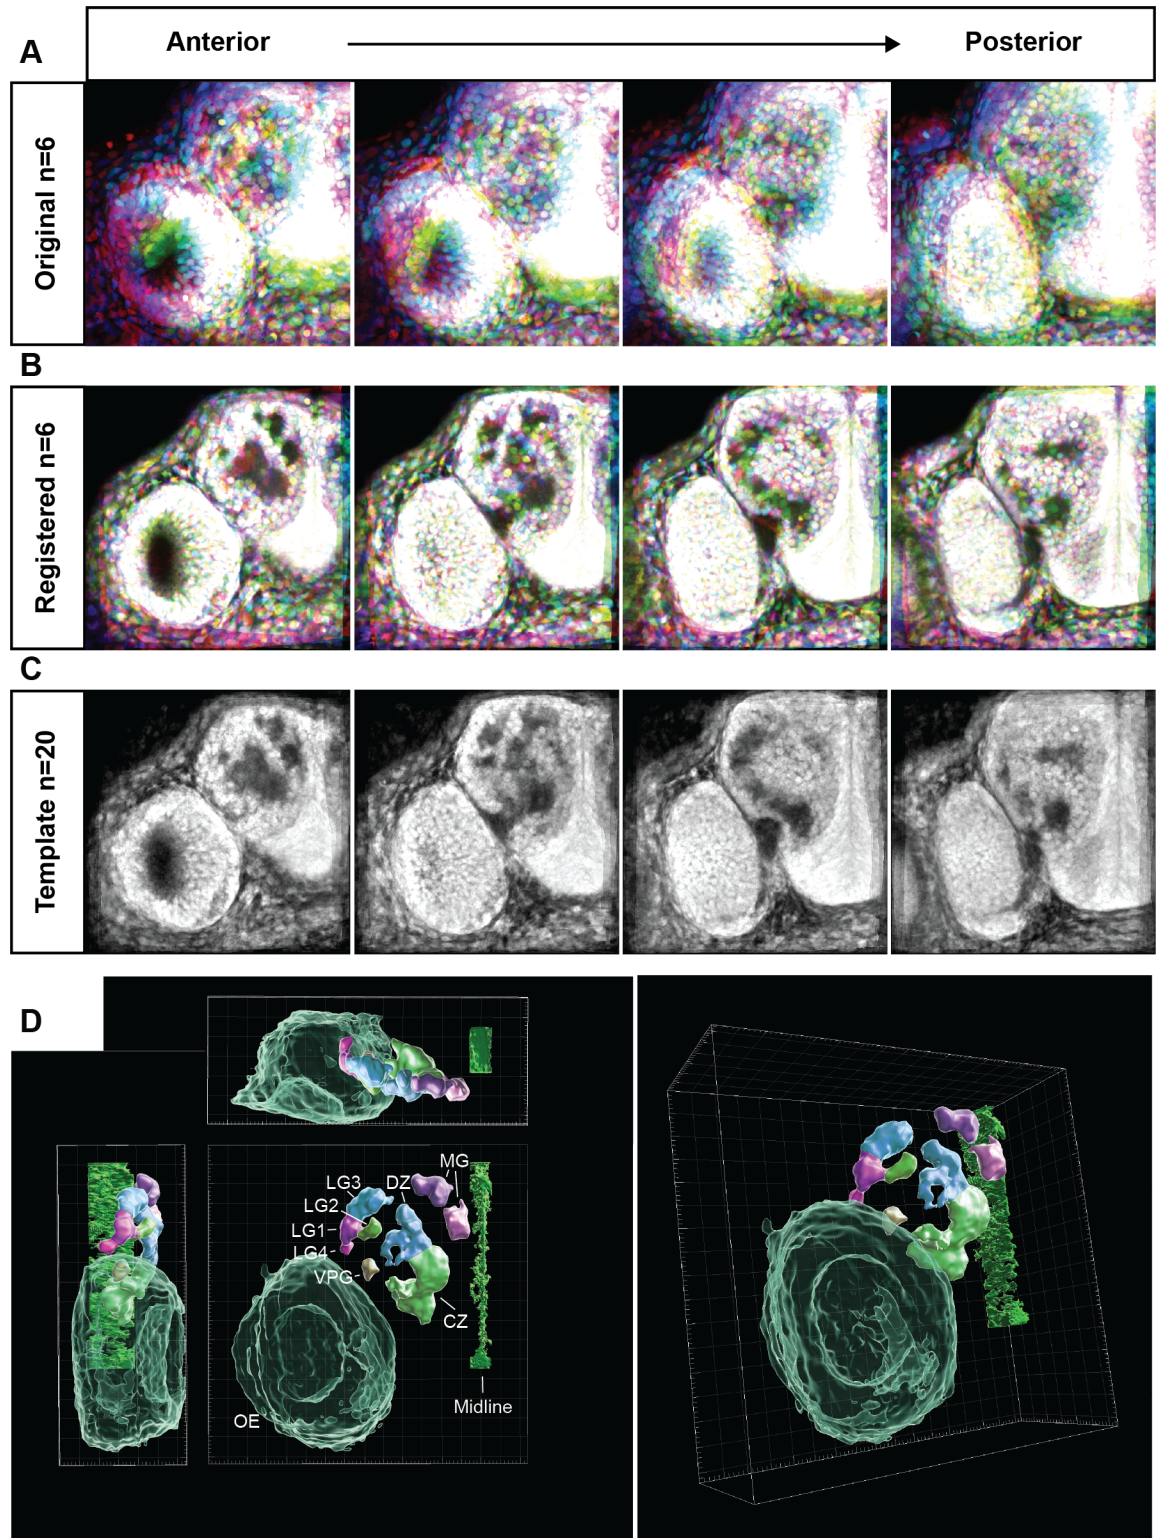 A
Anterior
Posterior
Original n=6
B
Registered n=6
C
Template n=20
D
MG
LG3
DZ
LG2
LG1
LG4
VPG
CZ
OE
Midline